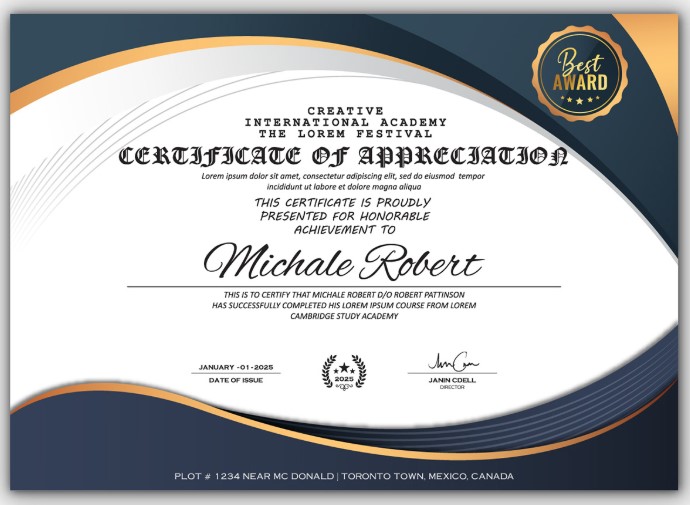 Best
AWARD
CREATIVE
INTERNATIONAL ACADEMY
THE LOREM FESTIVAL
CERTIFICATE OF APPRECIATION
Lorem ipsum dolor sit amet, consectetur adipiscing elit, sed do eiusmod tempor
incididunt ut labore et dolore magna aliqua
THIS CERTIFICATE IS PROUDLY
PRESENTED FOR HONORABLE
ACHIEVEMENT TO
Michale Robert
THIS IS TO CERTIFY THAT MICHALE ROBERT D/O ROBERT PATTINSON
HAS SUCCESSFULLY COMPLETED HIS LOREM IPSUM COURSE FROM LOREM
CAMBRIDGE STUDY ACADEMY
JANUARY -01-2025
DATE OF ISSUE
2025
JANIN CDELL
DIRECTOR
PLOT # 1234 NEAR MC DONALD | TORONTO TOWN, MEXICO, CANADA